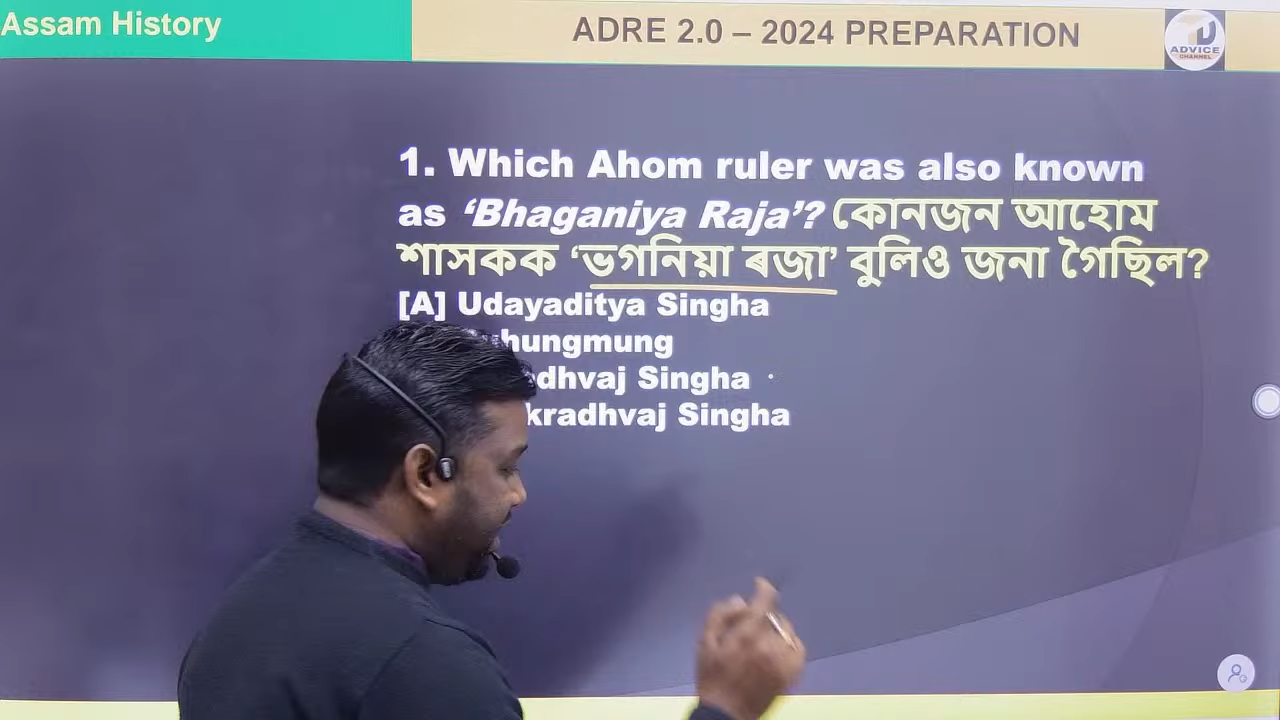 Assam History
ADRE 2.0 – 2024 PREPARATION
ADVICE
CHANNEL
1. Which Ahom ruler was also known
as ‘Bhaganiya Raja’? কোনজন আহোম
শাসকক ‘ভগনিয়া ৰজা’ বুলিও জনা গৈছিল?
[A] Udayaditya Singha
hungmung
dhvaj Singha
kradhvaj Singha